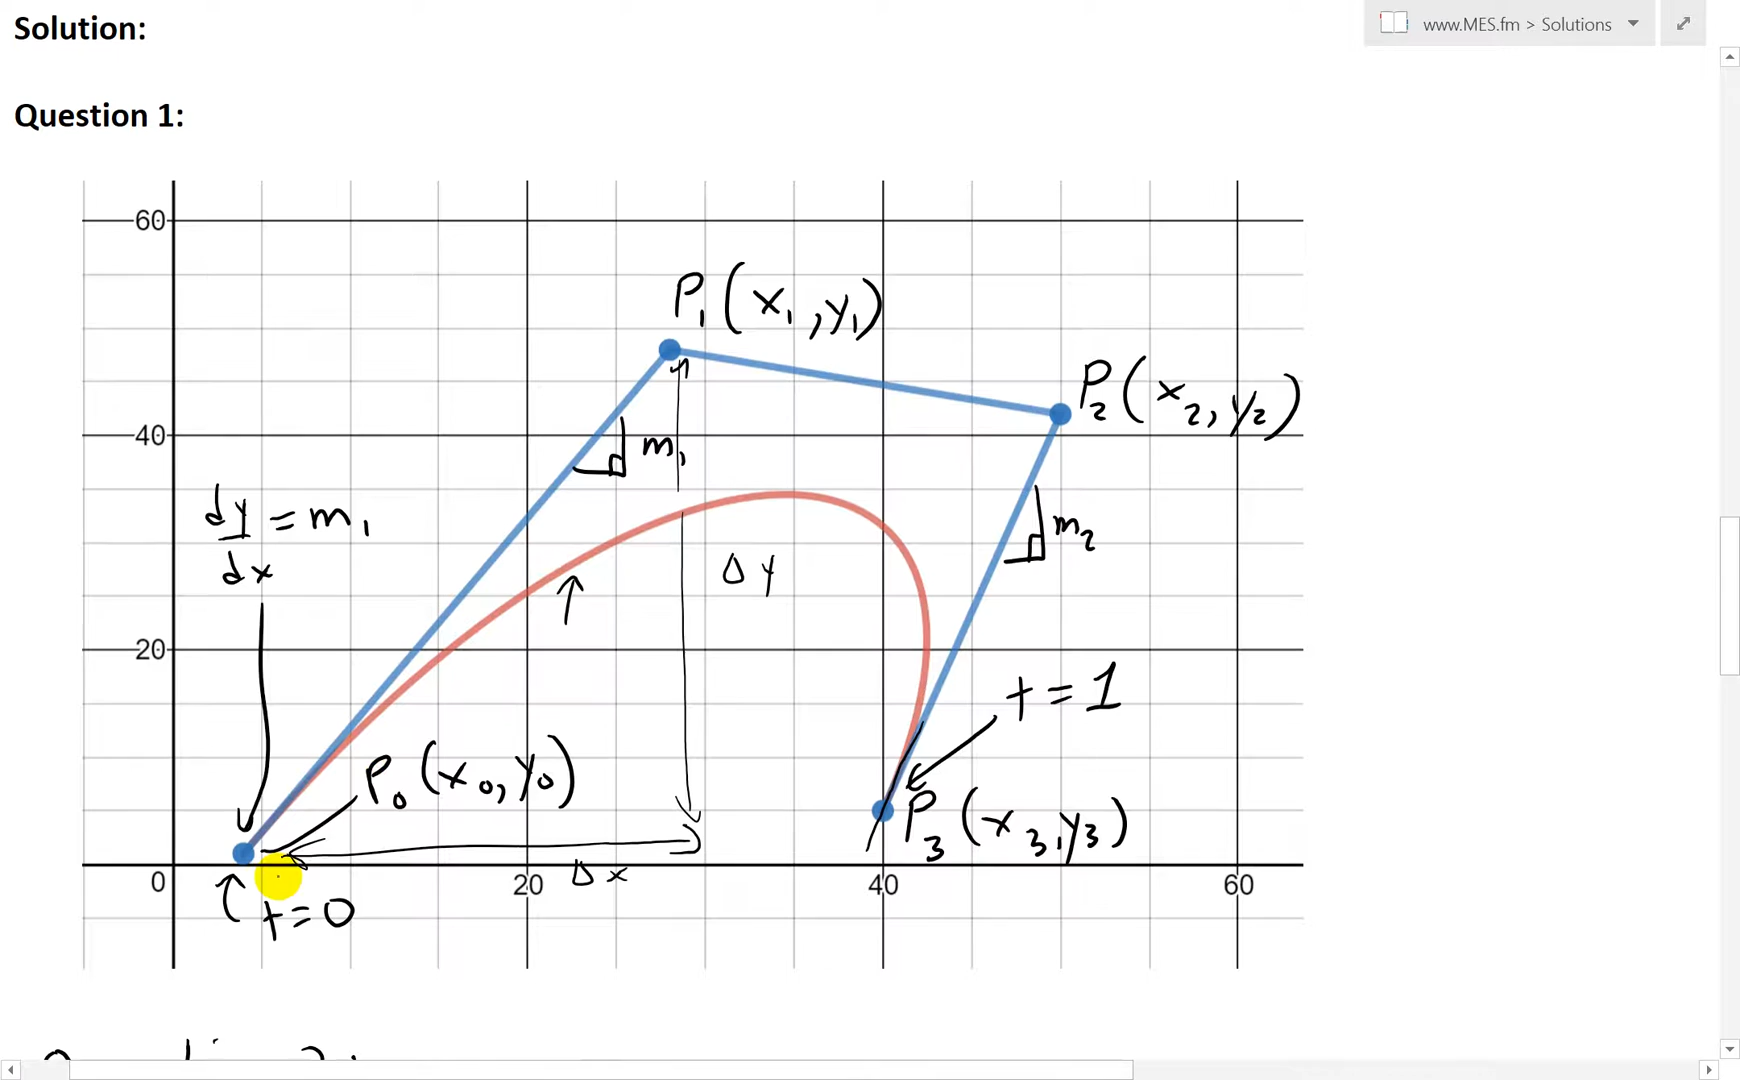 Solution:
www.MES.fm > Solutions
Question 1:
60
P₁ (x₁, y₁)
P₂ (x₂, y₂)
40
m₁
dy/dx = m₁
m₂
Δy
20
t = 1
P₀ (x₀, y₀)
P₃ (x₃, y₃)
0
20
Δx
40
60
t = 0